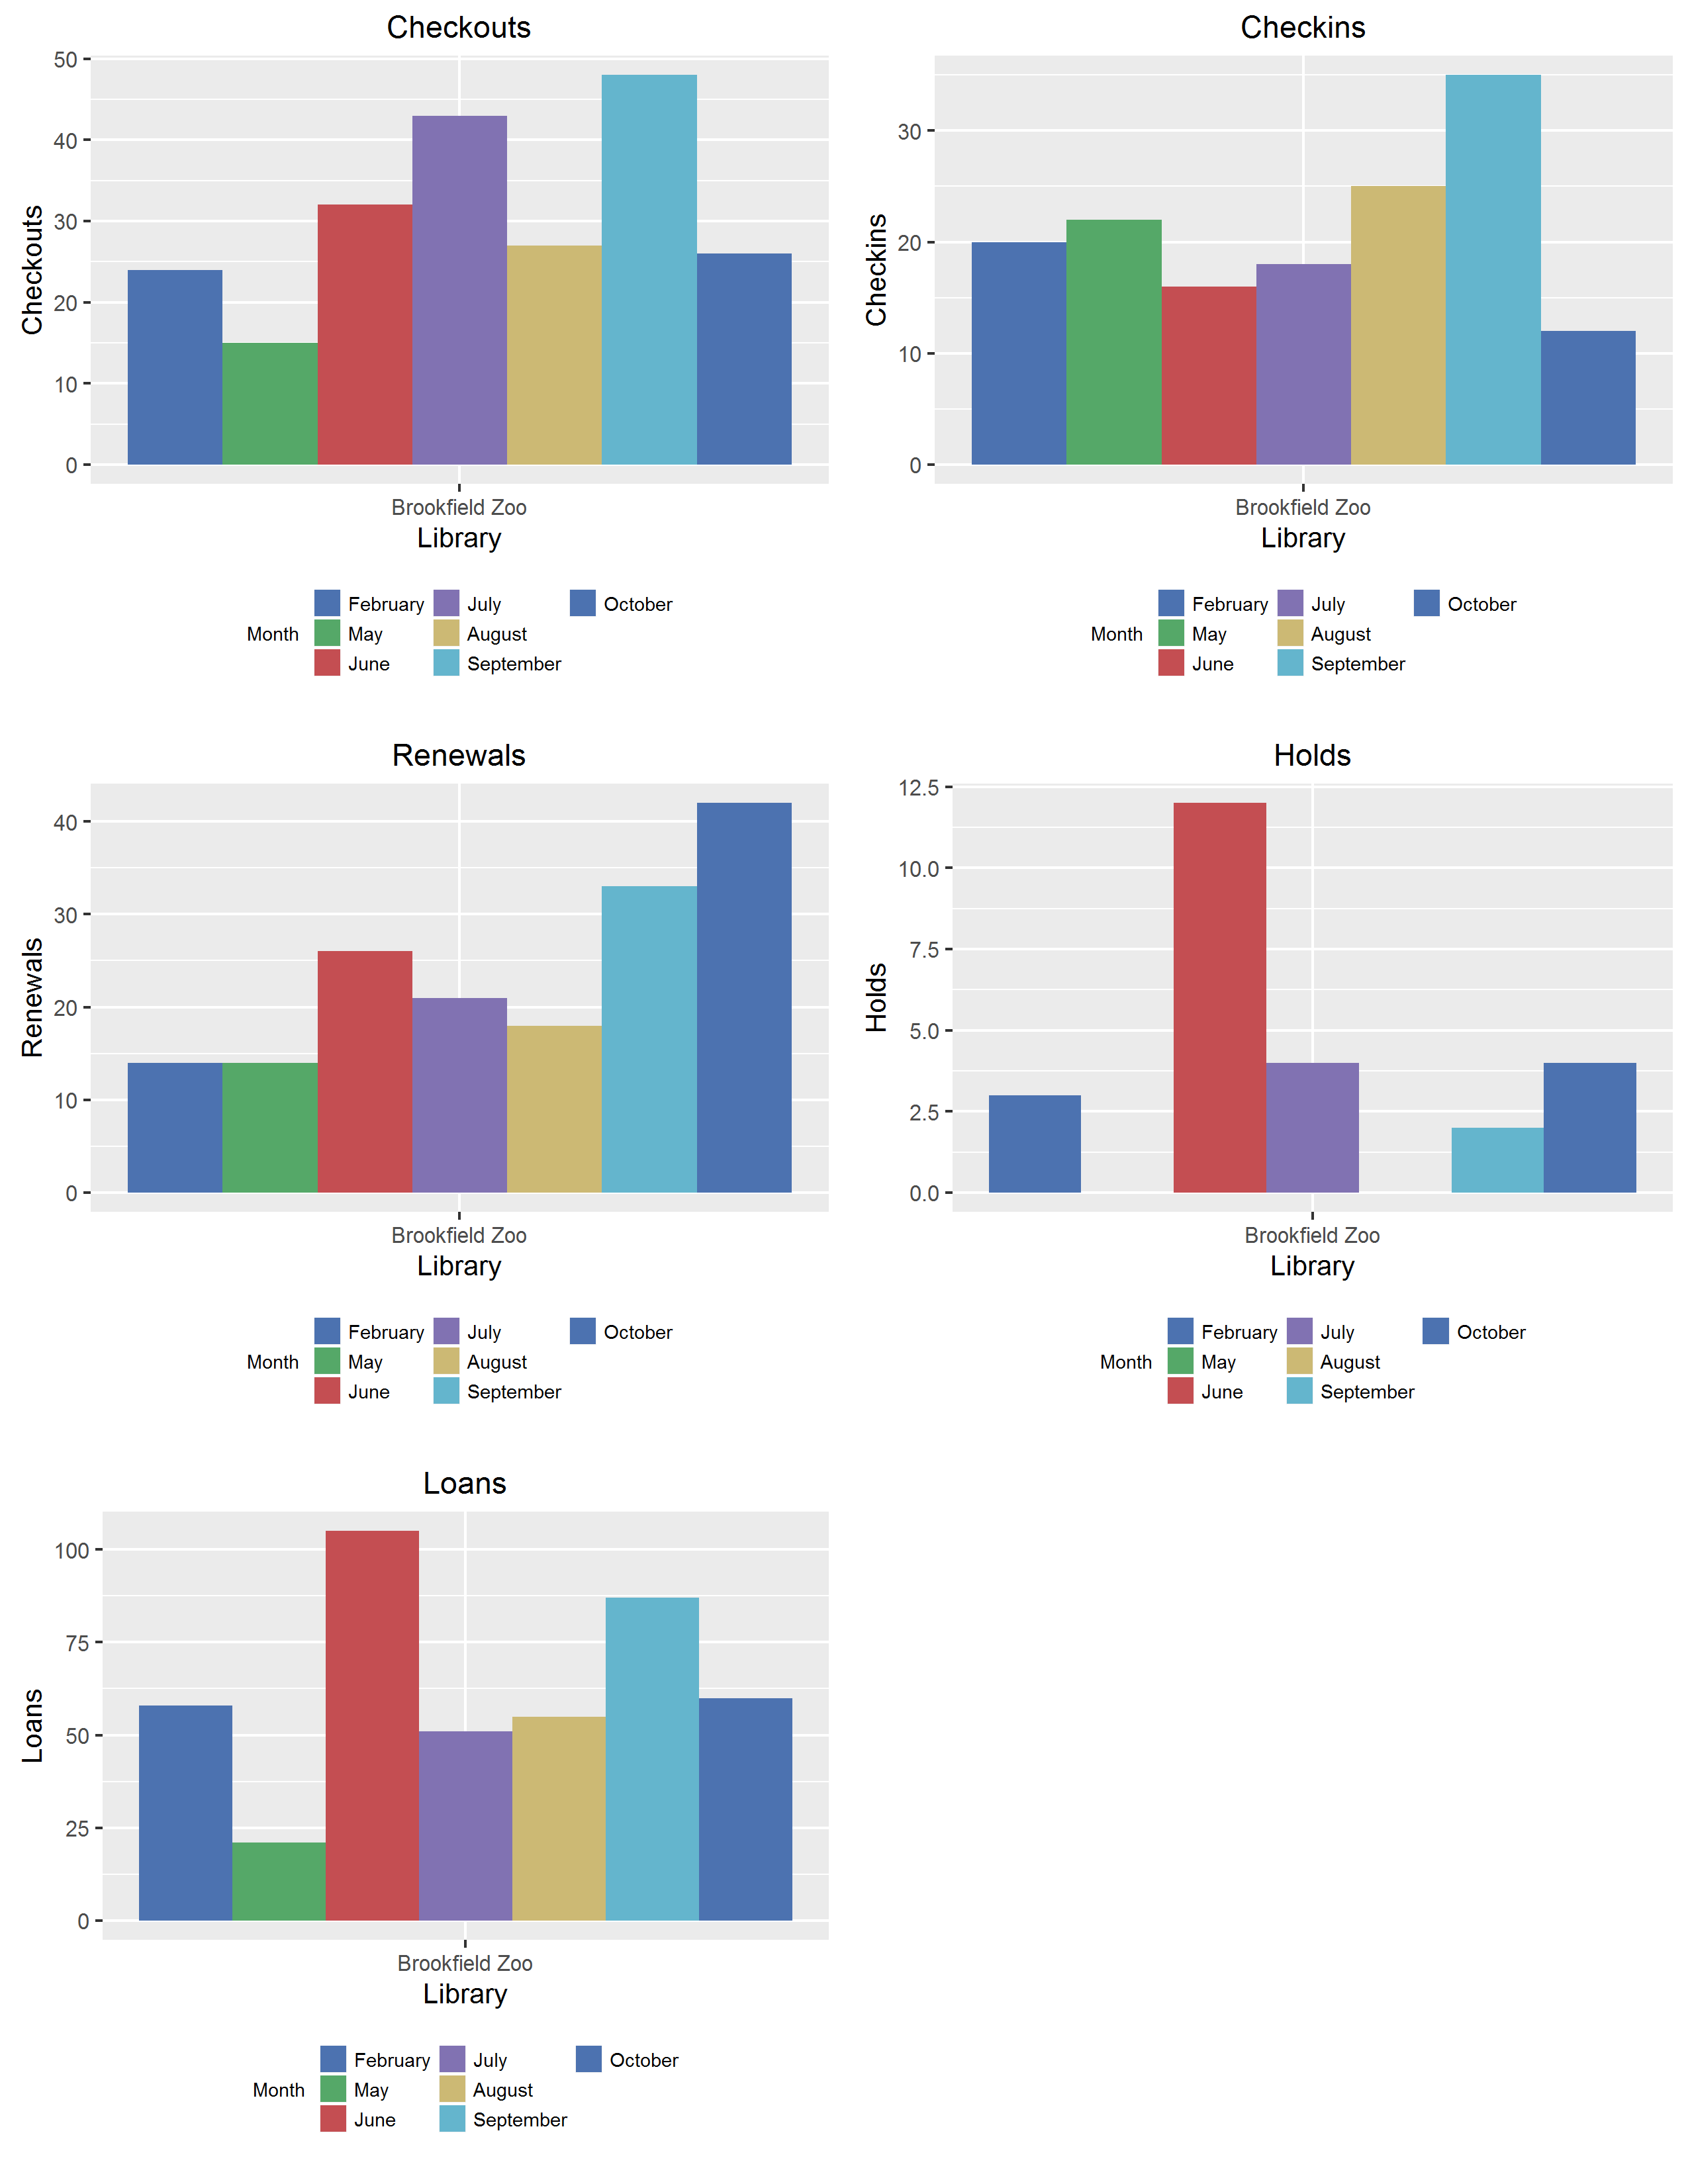 Checkouts
50
40
30
20
10
0
Checkouts
Brookfield Zoo
Library
Month
February July October
May August
June September
Checkins
30
20
10
0
Checkins
Brookfield Zoo
Library
Month
February July October
May August
June September
Renewals
40
30
20
10
0
Renewals
Brookfield Zoo
Library
Month
February July October
May August
June September
Holds
12.5
10.0
7.5
5.0
2.5
0.0
Holds
Brookfield Zoo
Library
Month
February July October
May August
June September
Loans
100
75
50
25
0
Loans
Brookfield Zoo
Library
Month
February July October
May August
June September